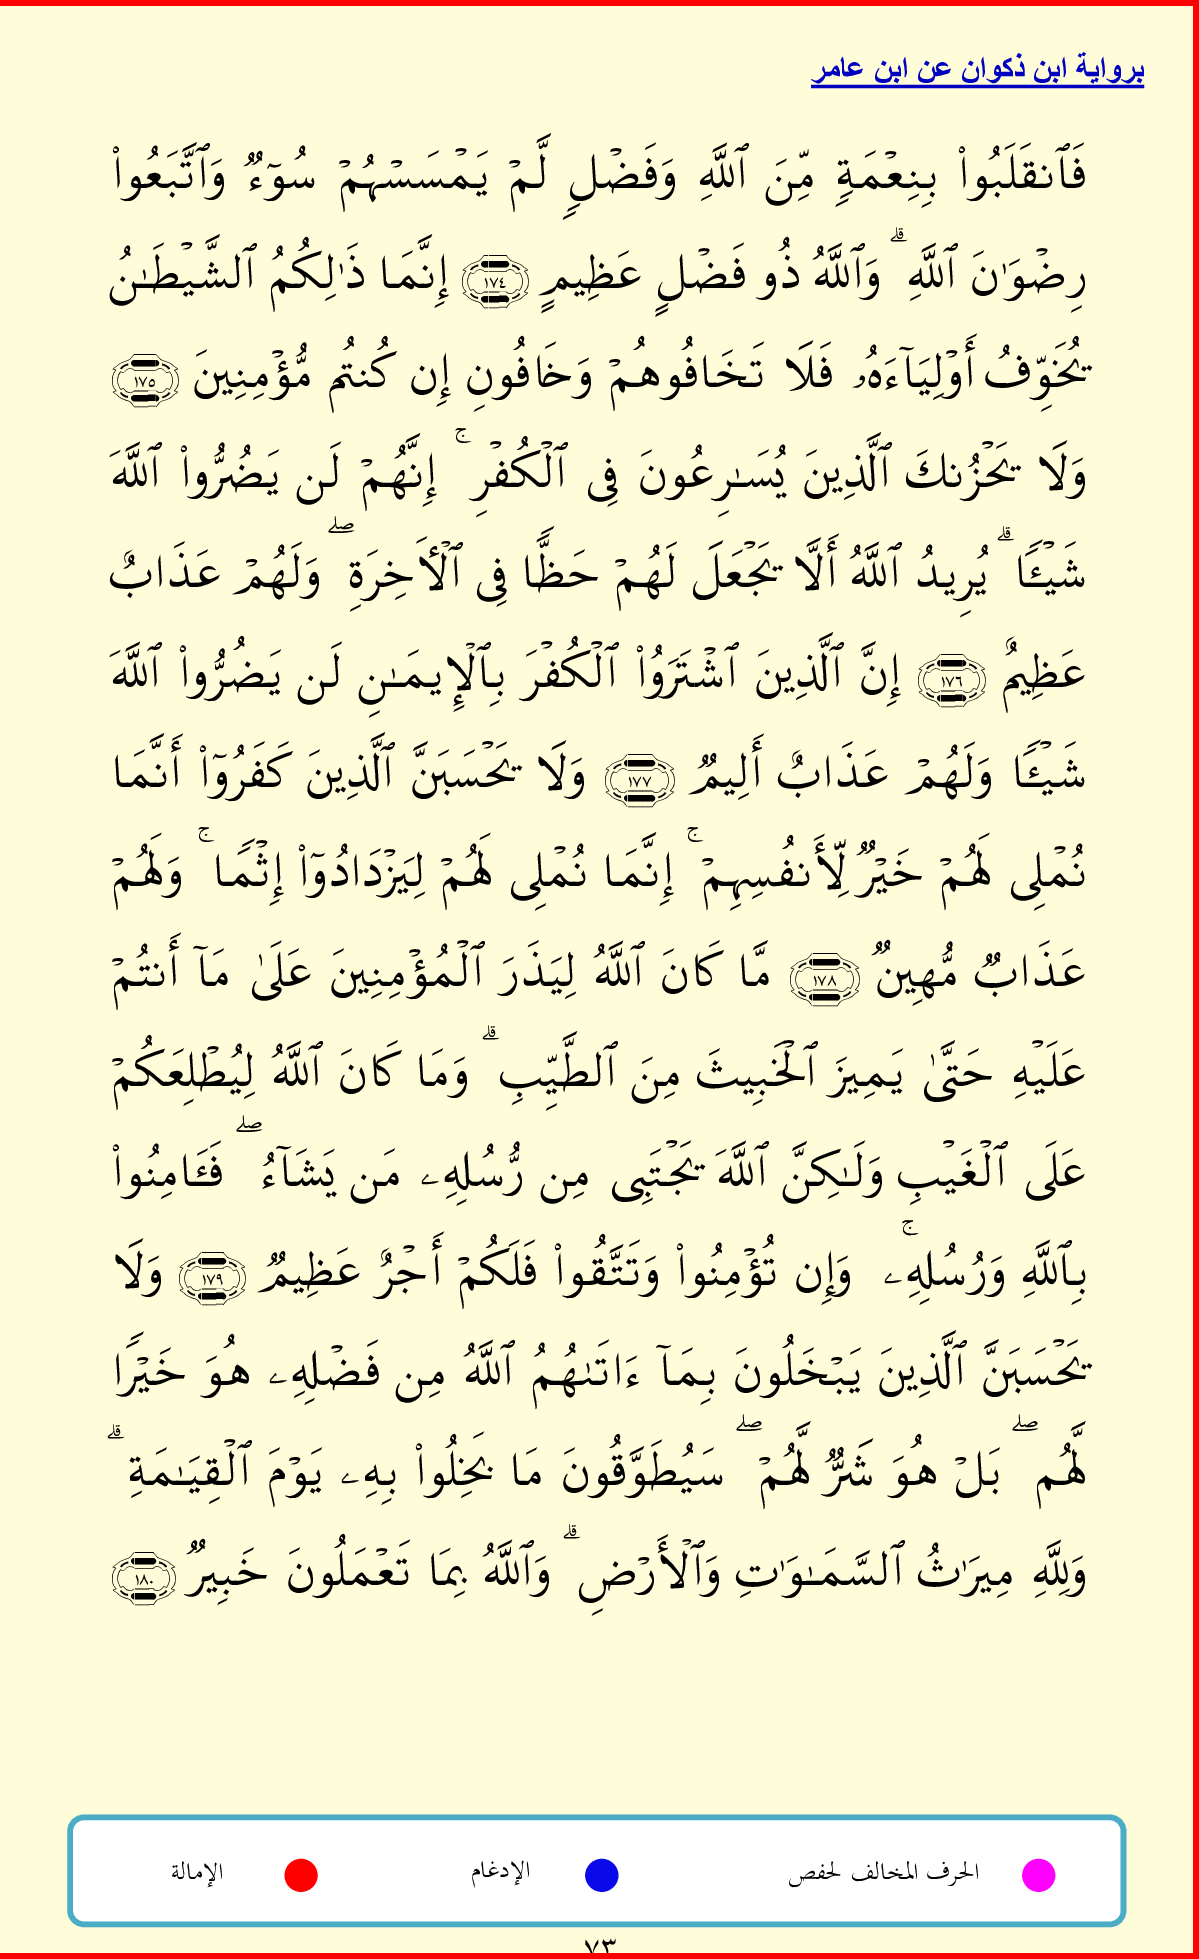 برواية ابن ذكوان عن ابن عامر
فَٱنقَلَبُوا۟ بِنِعْمَةٍ مِّنَ ٱللَّهِ وَفَضْلٍ لَّمْ يَمْسَسْهُمْ سُوٓءٌ وَٱتَّبَعُوا۟
رِضْوَٰنَ ٱللَّهِ ۗ وَٱللَّهُ ذُو فَضْلٍ عَظِيمٍ ١٧٤ إِنَّمَا ذَٰلِكُمُ ٱلشَّيْطَـٰنُ
يُخَوِّفُ أَوْلِيَآءَهُۥ فَلَا تَخَافُوهُمْ وَخَافُونِ إِن كُنتُم مُّؤْمِنِينَ ١٧٥
وَلَا يَحْزُنكَ ٱلَّذِينَ يُسَـٰرِعُونَ فِى ٱلْكُفْرِ ۚ إِنَّهُمْ لَن يَضُرُّوا۟ ٱللَّهَ
شَيْـًٔا ۗ يُرِيدُ ٱللَّهُ أَلَّا يَجْعَلَ لَهُمْ حَظًّا فِى ٱلْـَٔاخِرَةِ ۖ وَلَهُمْ عَذَابٌ
عَظِيمٌ ١٧٦ إِنَّ ٱلَّذِينَ ٱشْتَرَوُا۟ ٱلْكُفْرَ بِٱلْإِيمَـٰنِ لَن يَضُرُّوا۟ ٱللَّهَ
شَيْـًٔا وَلَهُمْ عَذَابٌ أَلِيمٌ ١٧٧ وَلَا يَحْسَبَنَّ ٱلَّذِينَ كَفَرُوٓا۟ أَنَّمَا
نُمْلِى لَهُمْ خَيْرٌ لِّأَنفُسِهِمْ ۚ إِنَّمَا نُمْلِى لَهُمْ لِيَزْدَادُوٓا۟ إِثْمًا ۚ وَلَهُمْ
عَذَابٌ مُّهِينٌ ١٧٨ مَّا كَانَ ٱللَّهُ لِيَذَرَ ٱلْمُؤْمِنِينَ عَلَىٰ مَآ أَنتُمْ
عَلَيْهِ حَتَّىٰ يَمِيزَ ٱلْخَبِيثَ مِنَ ٱلطَّيِّبِ ۗ وَمَا كَانَ ٱللَّهُ لِيُطْلِعَكُمْ
عَلَى ٱلْغَيْبِ وَلَـٰكِنَّ ٱللَّهَ يَجْتَبِى مِن رُّسُلِهِۦ مَن يَشَآءُ ۖ فَـَٔامِنُوا۟
بِٱللَّهِ وَرُسُلِهِۦ ۚ وَإِن تُؤْمِنُوا۟ وَتَتَّقُوا۟ فَلَكُمْ أَجْرٌ عَظِيمٌ ١٧٩ وَلَا
يَحْسَبَنَّ ٱلَّذِينَ يَبْخَلُونَ بِمَآ ءَاتَىٰهُمُ ٱللَّهُ مِن فَضْلِهِۦ هُوَ خَيْرًا
لَّهُم ۖ بَلْ هُوَ شَرٌّ لَّهُمْ ۖ سَيُطَوَّقُونَ مَا بَخِلُوا۟ بِهِۦ يَوْمَ ٱلْقِيَـٰمَةِ ۗ
وَلِلَّهِ مِيرَٰثُ ٱلسَّمَـٰوَٰتِ وَٱلْأَرْضِ ۗ وَٱللَّهُ بِمَا تَعْمَلُونَ خَبِيرٌ ١٨٠
الحرف المخالف لحفص الإدغام الإمالة
٧٣